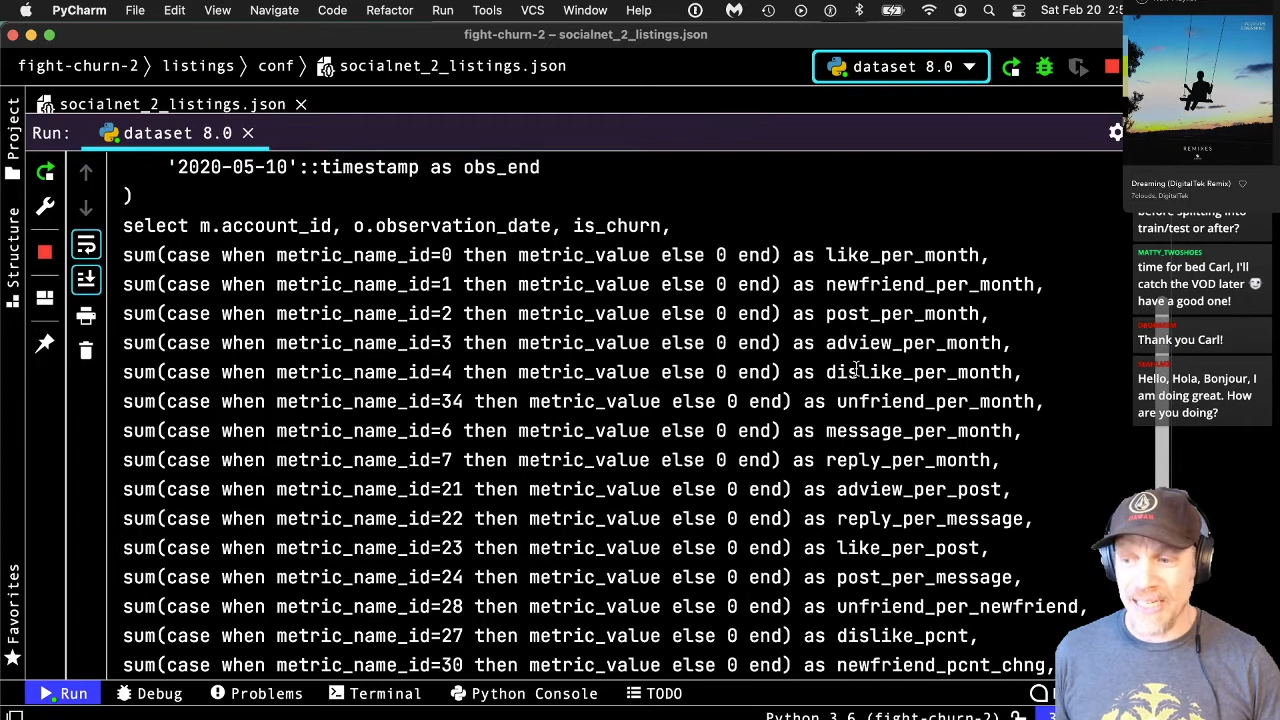 PyCharm File Edit View Navigate Code Refactor Run Tools VCS Window Help Sat Feb 20
fight-churn-2 – socialnet_2_listings.json
fight-churn-2 listings conf socialnet_2_listings.json dataset 8.0
socialnet_2_listings.json
Project
Run: dataset 8.0
'2020-05-10'::timestamp as obs_end
)
select m.account_id, o.observation_date, is_churn,
sum(case when metric_name_id=0 then metric_value else 0 end) as like_per_month,
sum(case when metric_name_id=1 then metric_value else 0 end) as newfriend_per_month,
sum(case when metric_name_id=2 then metric_value else 0 end) as post_per_month,
sum(case when metric_name_id=3 then metric_value else 0 end) as adview_per_month,
sum(case when metric_name_id=4 then metric_value else 0 end) as dislike_per_month,
sum(case when metric_name_id=34 then metric_value else 0 end) as unfriend_per_month,
sum(case when metric_name_id=6 then metric_value else 0 end) as message_per_month,
sum(case when metric_name_id=7 then metric_value else 0 end) as reply_per_month,
sum(case when metric_name_id=21 then metric_value else 0 end) as adview_per_post,
sum(case when metric_name_id=22 then metric_value else 0 end) as reply_per_message,
sum(case when metric_name_id=23 then metric_value else 0 end) as like_per_post,
sum(case when metric_name_id=24 then metric_value else 0 end) as post_per_message,
sum(case when metric_name_id=28 then metric_value else 0 end) as unfriend_per_newfriend,
sum(case when metric_name_id=27 then metric_value else 0 end) as dislike_pcnt,
sum(case when metric_name_id=30 then metric_value else 0 end) as newfriend_pcnt_chng,
Structure
Favorites
Run Debug Problems Terminal Python Console TODO
Python 3.6 (fight-churn-2)
REMIXES
Dreaming (DigitalTek Remix)
7clouds, DigitalTek
before splitting into
train/test or after?
MATTY_TWOSHOES
time for bed Carl, I'll
catch the VOD later
have a good one!
Thank you Carl!
Hello, Hola, Bonjour, I
am doing great. How
are you doing?